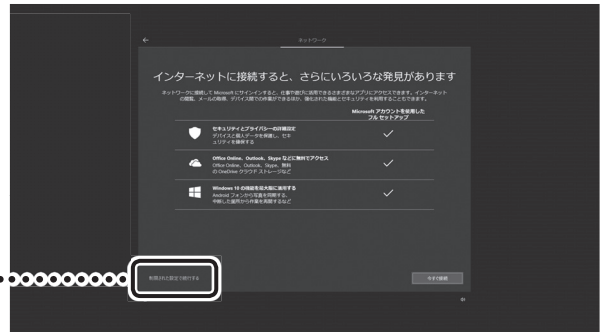 ネットワーク
インターネットに接続すると、さらにいろいろな発見があります
ネットワークに接続して Microsoft にサインインすると、仕事や遊びに活用できるさまざまなアプリにアクセスできます。インターネット
の閲覧、メールの取得、デバイス間での作業ができるほか、強化された機能とセキュリティを利用することもできます。
Microsoft アカウントを使用した
フル セットアップ
セキュリティとプライバシーの詳細設定
デバイスと個人データを保護し、セキ
ュリティを確保する
Office Online、Outlook、Skype などに無料でアクセス
Office Online、Outlook、Skype、無料
の OneDrive クラウド ストレージなど
Windows 10 の機能を最大限に使用する
Android フォンから写真を同期する、
中断した箇所から作業を再開するなど
制限された設定で続行する
今すぐ接続